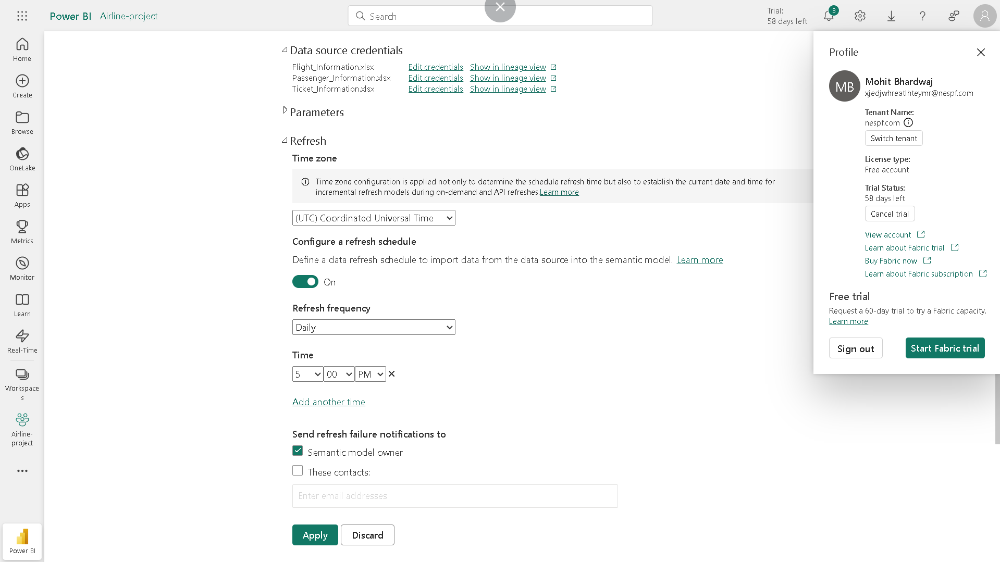 Power BI Airline-project
Search
Trial:
58 days left
3
Home
Create
Browse
OneLake
Apps
Metrics
Monitor
Learn
Real-Time
Workspace
s
Airline-
project
Power BI
Data source credentials
Flight_Information.xlsx Edit credentials Show in lineage view
Passenger_Information.xlsx Edit credentials Show in lineage view
Ticket_Information.xlsx Edit credentials Show in lineage view
Parameters
Refresh
Time zone
Time zone configuration is applied not only to determine the schedule refresh time but also to establish the current date and time for
incremental refresh models during on-demand and API refreshes.Learn more
(UTC) Coordinated Universal Time
Configure a refresh schedule
Define a data refresh schedule to import data from the data source into the semantic model. Learn more
On
Refresh frequency
Daily
Time
5 00 PM
Add another time
Send refresh failure notifications to
Semantic model owner
These contacts:
Enter email addresses
Apply Discard
Profile
MB
Mohit Bhardwaj
xjedjwhreatlhteymr@nespf.com
Tenant Name:
nespf.com
Switch tenant
License type:
Free account
Trial Status:
58 days left
Cancel trial
View account
Learn about Fabric trial
Buy Fabric now
Learn about Fabric subscription
Free trial
Request a 60-day trial to try a Fabric capacity.
Learn more
Sign out Start Fabric trial